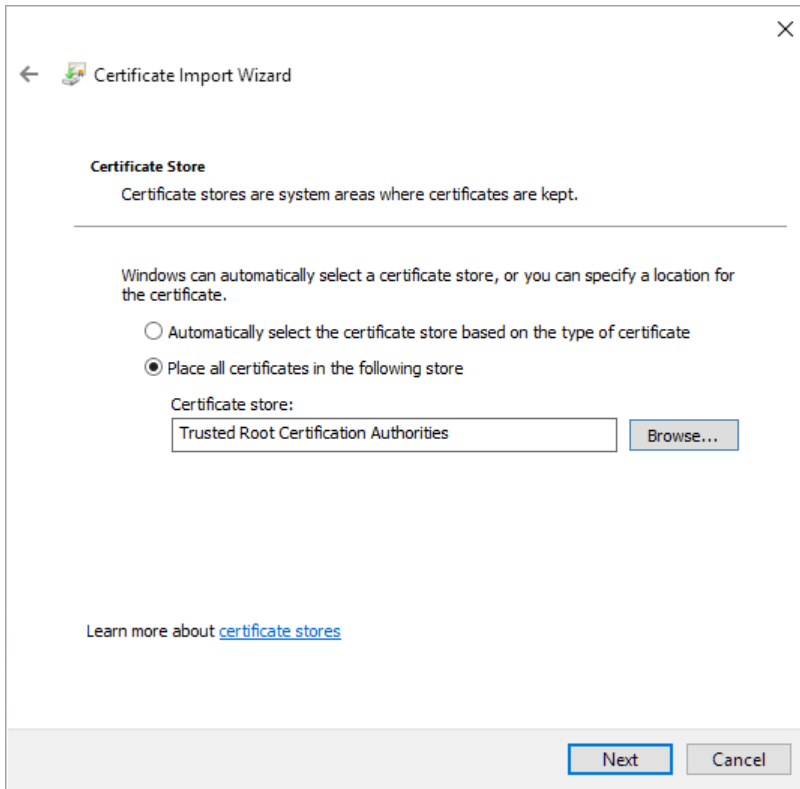 Certificate Import Wizard
Certificate Store
Certificate stores are system areas where certificates are kept.
Windows can automatically select a certificate store, or you can specify a location for
the certificate.
Automatically select the certificate store based on the type of certificate
Place all certificates in the following store
Certificate store:
Trusted Root Certification Authorities
Browse...
Learn more about certificate stores
Next
Cancel